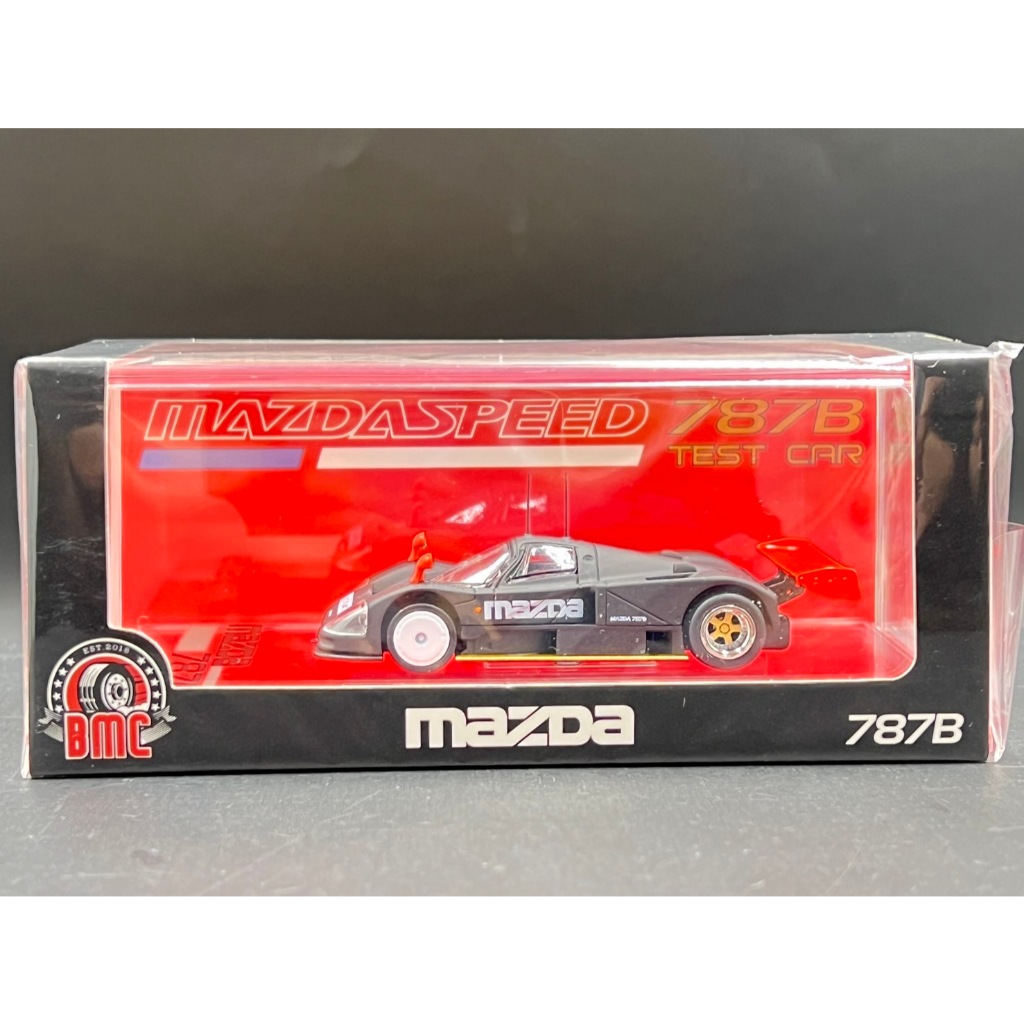 MAZDASPEED 787B
TEST CAR
mazDa
MAZDA 787B
EST.2018
BMC
mazDa
787B